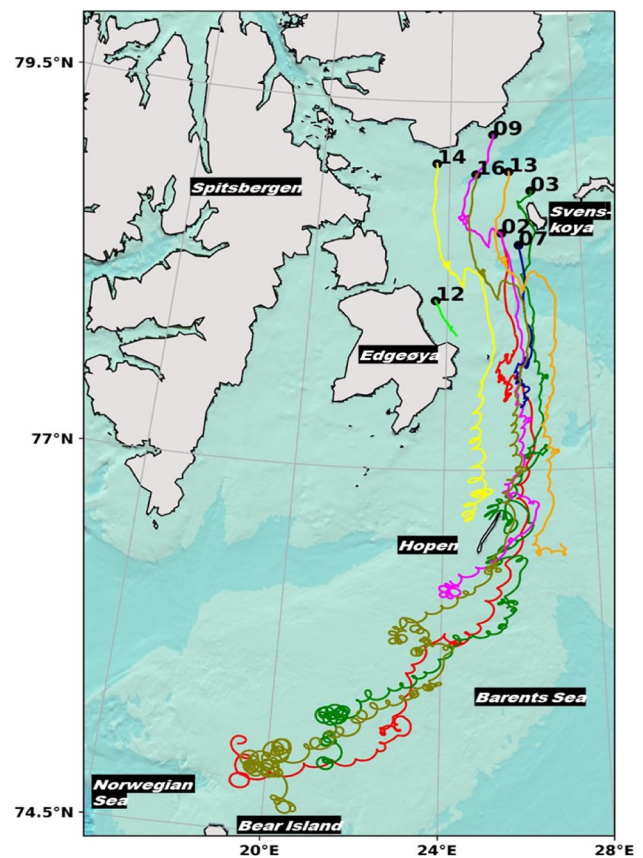 79.5°N
09
14
16
13
03
Spitsbergen
Svens-
koya
02
07
12
Edgeøya
77°N
Hopen
Barents Sea
Norwegian
Sea
74.5°N
Bear Island
20°E
24°E
28°E